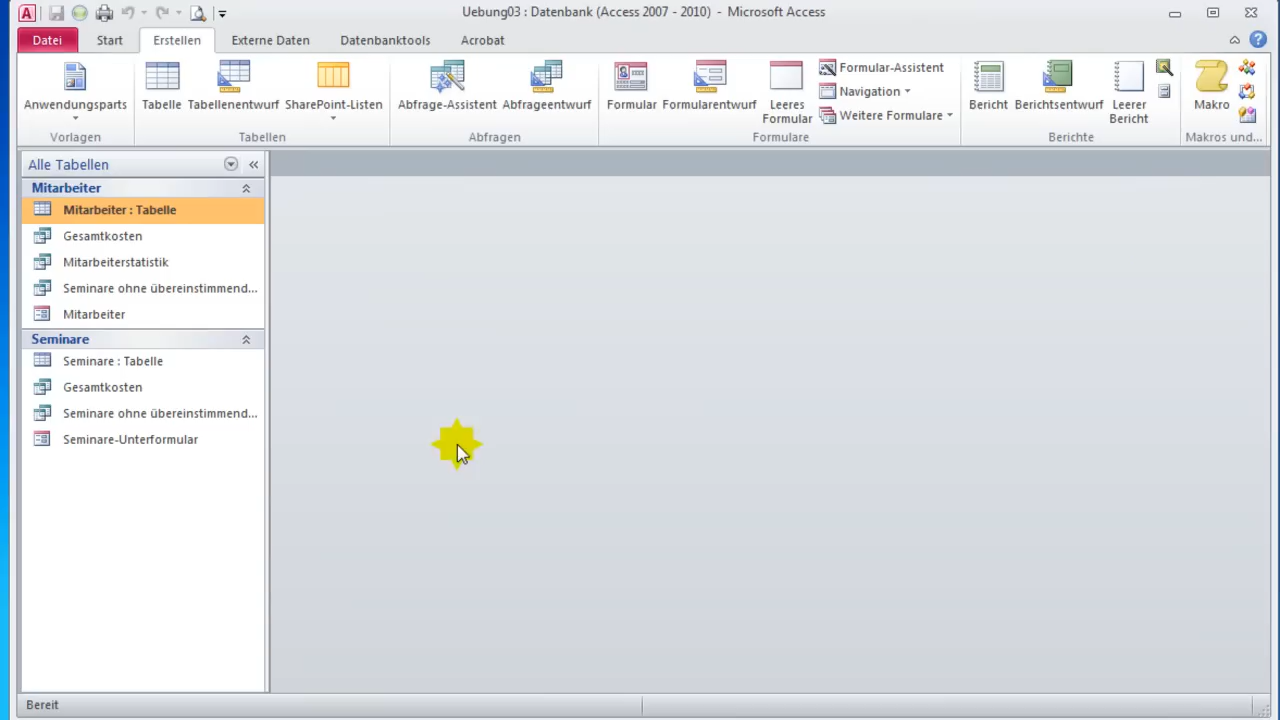 Uebung03 : Datenbank (Access 2007 - 2010) - Microsoft Access
Datei Start Erstellen Externe Daten Datenbanktools Acrobat
Anwendungsparts
Vorlagen
Tabelle Tabellenentwurf SharePoint-Listen
Tabellen
Abfrage-Assistent Abfrageentwurf
Abfragen
Formular Formularentwurf Leeres Formular
Formular-Assistent
Navigation
Weitere Formulare
Formulare
Bericht Berichtsentwurf Leerer Bericht
Berichte
Makro
Makros und...
Alle Tabellen
Mitarbeiter
Mitarbeiter : Tabelle
Gesamtkosten
Mitarbeiterstatistik
Seminare ohne übereinstimmend...
Mitarbeiter
Seminare
Seminare : Tabelle
Gesamtkosten
Seminare ohne übereinstimmend...
Seminare-Unterformular
Bereit